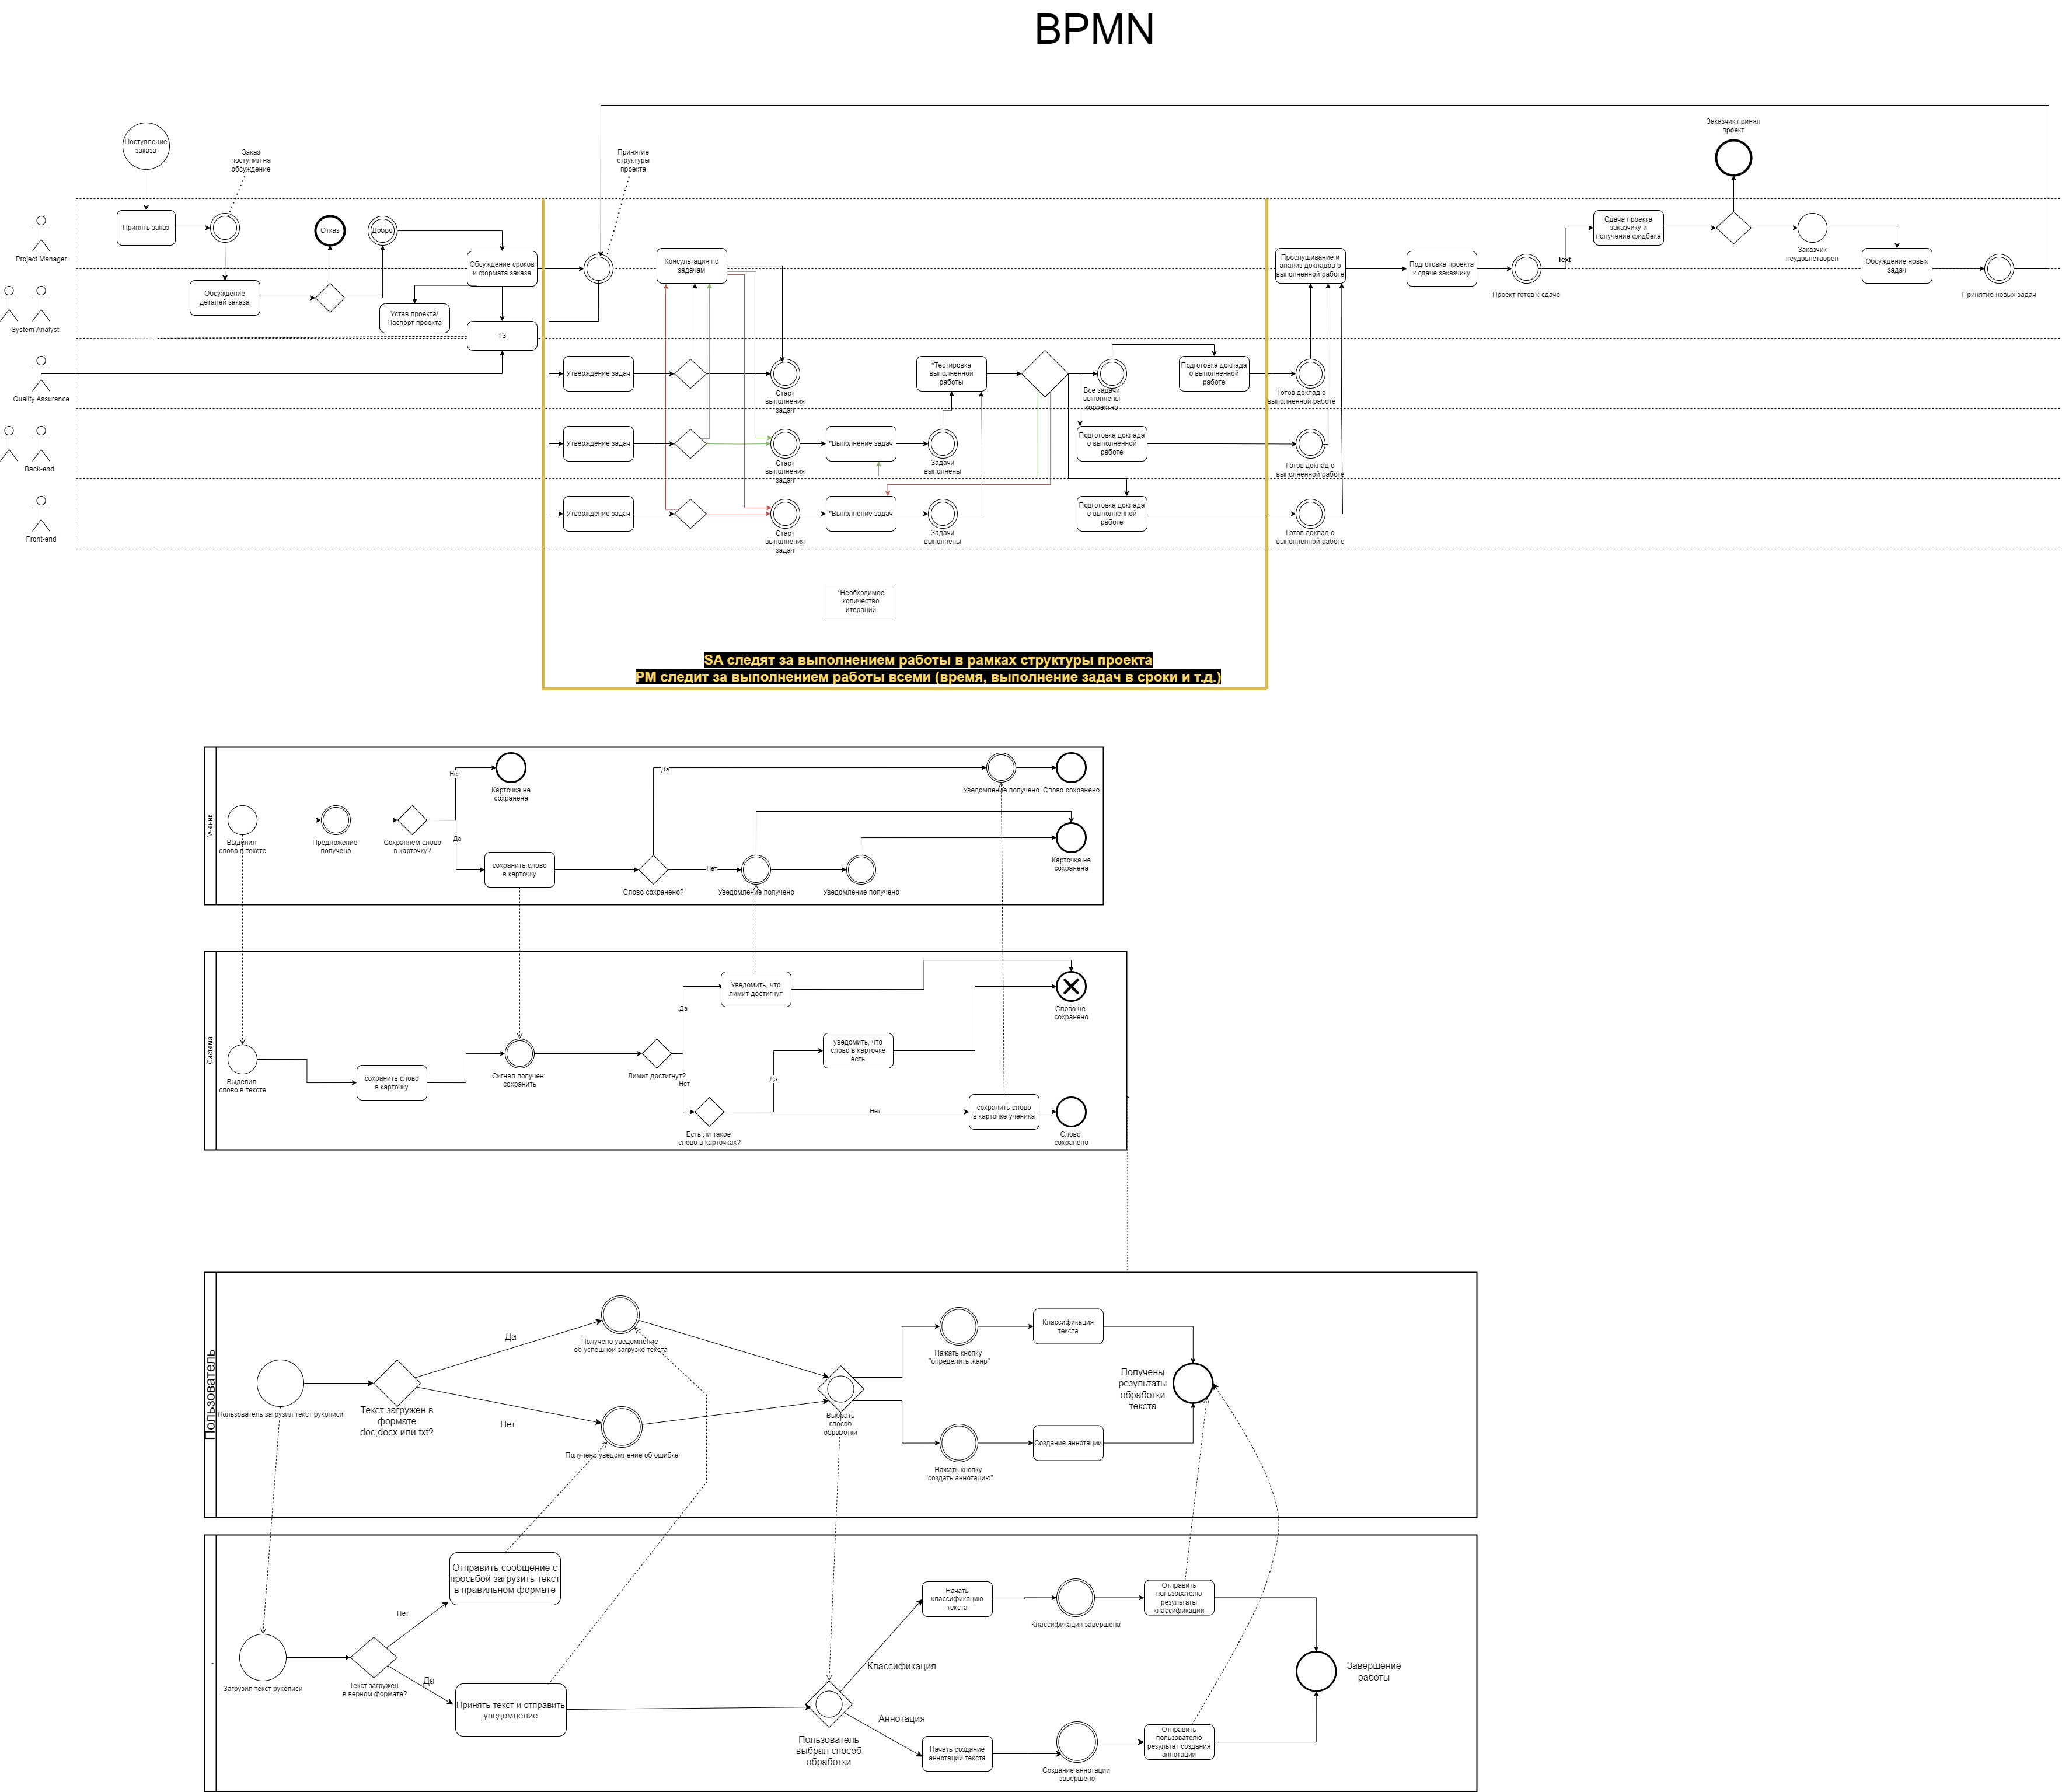 BPMN
Поступление
заказа
Заказ
поступил на
обсуждение
Принятие
структуры
проекта
Заказчик принял
проект
Project Manager
Принять заказ
Отказ
Добро
Обсуждение сроков
и формата заказа
Консультация по
задачам
Прослушивание и
анализ докладов о
выполненной работе
Подготовка проекта
к сдаче заказчику
Проект готов к сдаче
Text
Сдача проекта
заказчику и
получение фидбека
Заказчик
неудовлетворен
Обсуждение новых
задач
Принятие новых задач
System Analyst
Обсуждение
деталей заказа
Устав проекта/
Паспорт проекта
ТЗ
Quality Assurance
Утверждение задач
Старт
выполнения
задач
*Тестировка
выполненной
работы
Все задачи
выполнены
корректно
Подготовка доклада
о выполненной
работе
Готов доклад о
выполненной работе
Back-end
Утверждение задач
Старт
выполнения
задач
*Выполнение задач
Задачи
выполнены
Подготовка доклада
о выполненной
работе
Готов доклад о
выполненной работе
Front-end
Утверждение задач
Старт
выполнения
задач
*Выполнение задач
Задачи
выполнены
Подготовка доклада
о выполненной
работе
Готов доклад о
выполненной работе
*Необходимое
количество
итераций
SA следят за выполнением работы в рамках структуры проекта
PM следит за выполнением работы всеми (время, выполнение задач в сроки и т.д.)
Ученик
Выделил
слово в тексте
Предложение
получено
Сохраняем слово
в карточку?
Нет
Карточка не
сохранена
Да
сохранить слово
в карточку
Слово сохранено?
Да
Нет
Уведомление получено
Уведомление получено
Уведомление получено
Слово сохранено
Карточка не
сохранена
Система
Выделил
слово в тексте
сохранить слово
в карточку
Сигнал получен:
сохранить
Лимит достигнут?
Да
Уведомить, что
лимит достигнут
Нет
Есть ли такое
слово в карточках?
Да
уведомить, что
слово в карточке
есть
Нет
сохранить слово
в карточке ученика
Слово не
сохранено
Слово
сохранено
Пользователь
Пользователь загрузил текст рукописи
Текст загружен в
формате
doc,docx или txt?
Да
Получено уведомление
об успешной загрузке текста
Нет
Получено уведомление об ошибке
Выбрать
способ
обработки
Нажать кнопку
"определить жанр"
Классификация
текста
Нажать кнопку
"создать аннотацию"
Создание аннотации
Получены
результаты
обработки
текста
Загрузил текст рукописи
Текст загружен
в верном формате?
Нет
Отправить сообщение с
просьбой загрузить текст
в правильном формате
Да
Принять текст и отправить
уведомление
Пользователь
выбрал способ
обработки
Классификация
Начать
классификацию
текста
Классификация завершена
Отправить
пользователю
результаты
классификации
Аннотация
Начать создание
аннотации текста
Создание аннотации
завершено
Отправить
пользователю
результат создания
аннотации
Завершение
работы